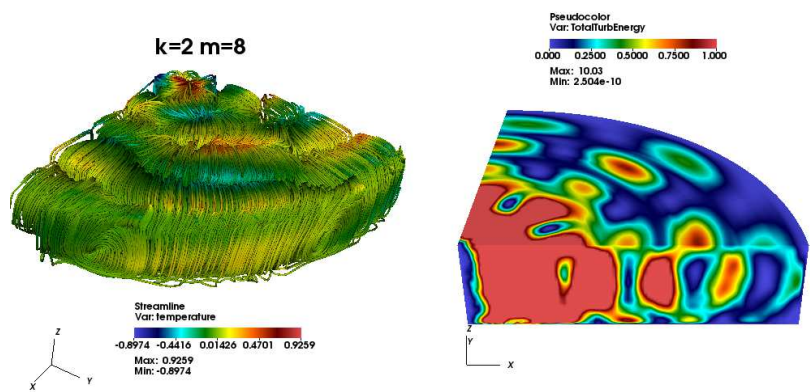 k=2 m=8
Streamline
Var: temperature
-0.8974 -0.4416 0.01426 0.4701 0.9259
Max: 0.9259
Min: -0.8974
Z
X
Y
Pseudocolor
Var: TotalTurbEnergy
0.000 0.2500 0.5000 0.7500 1.000
Max: 10.03
Min: 2.504e-10
Z
Y
X